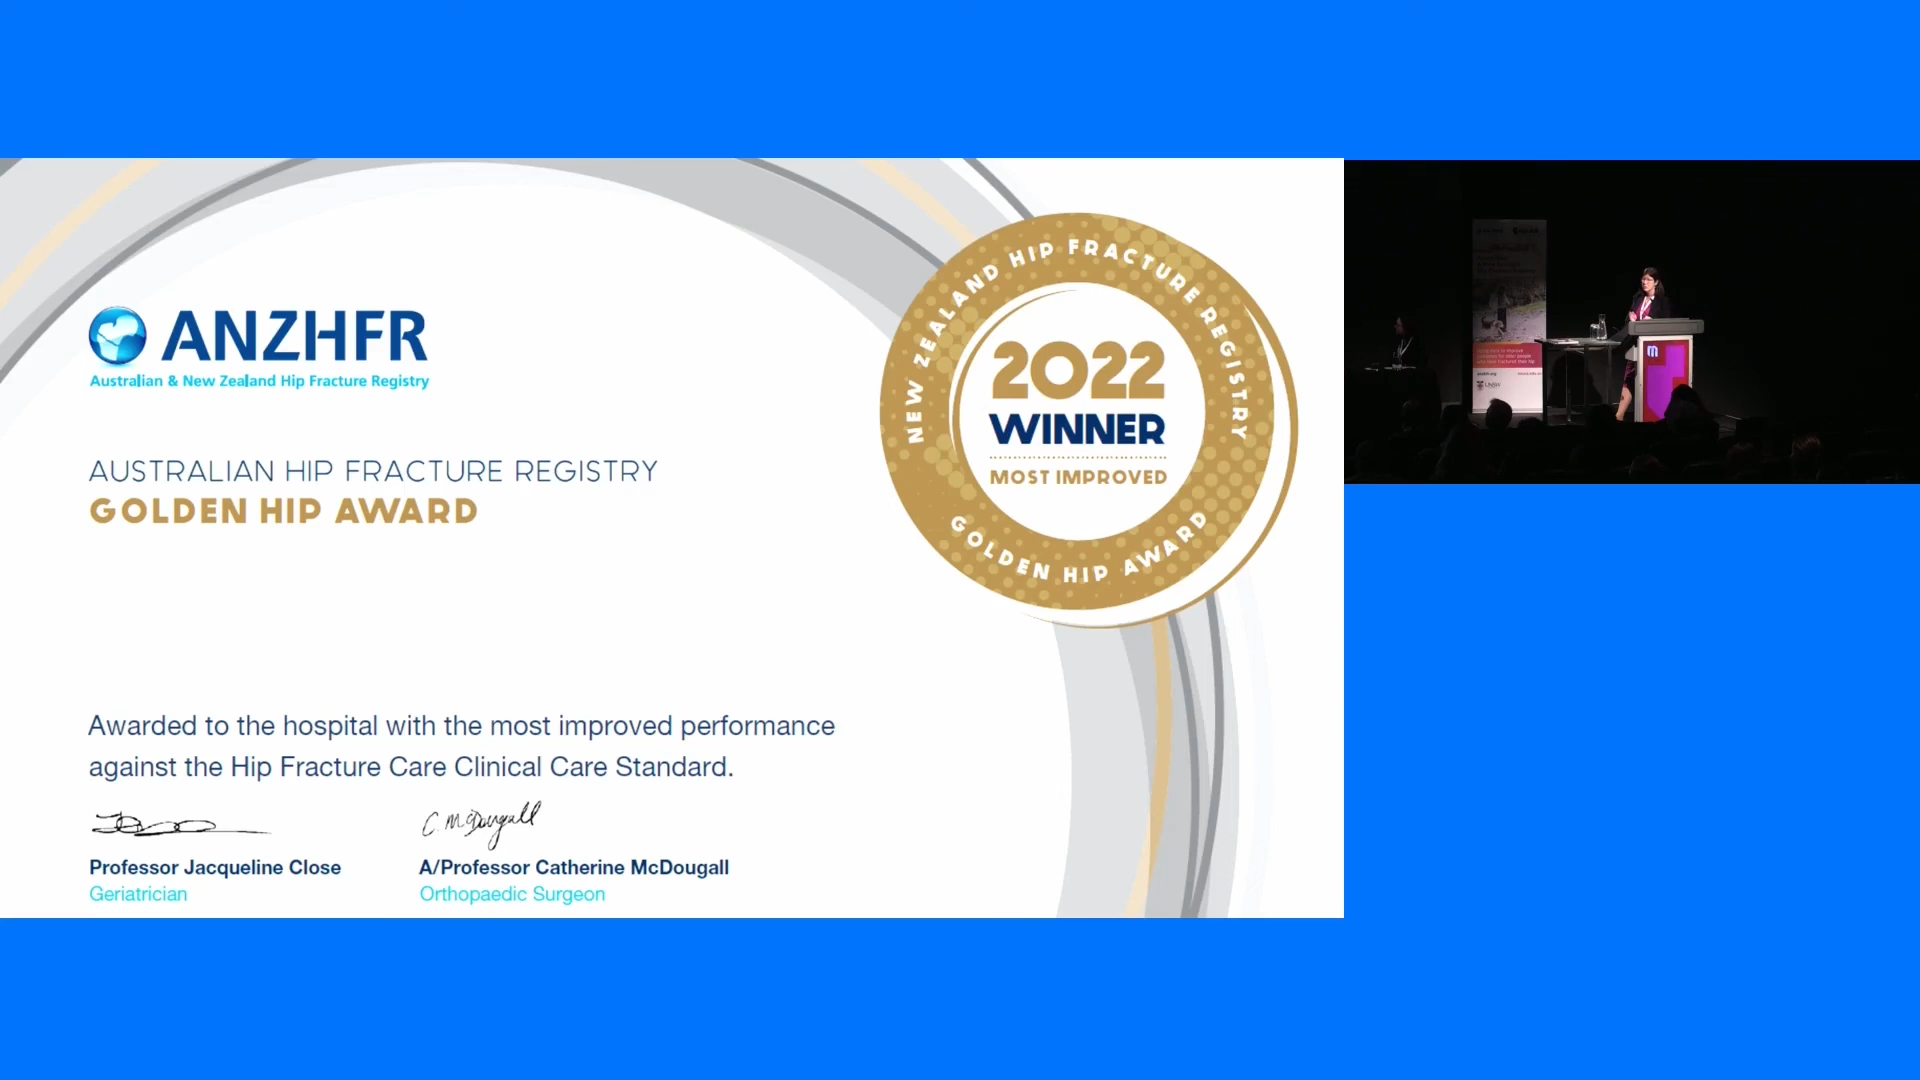 ANZHFR
Australian & New Zealand Hip Fracture Registry
AUSTRALIAN HIP FRACTURE REGISTRY
GOLDEN HIP AWARD
NEW ZEALAND HIP FRACTURE REGISTRY
2022
WINNER
MOST IMPROVED
GOLDEN HIP AWARD
Awarded to the hospital with the most improved performance
against the Hip Fracture Care Clinical Care Standard.
C McDougall
Professor Jacqueline Close
Geriatrician
A/Professor Catherine McDougall
Orthopaedic Surgeon
m
UNSW